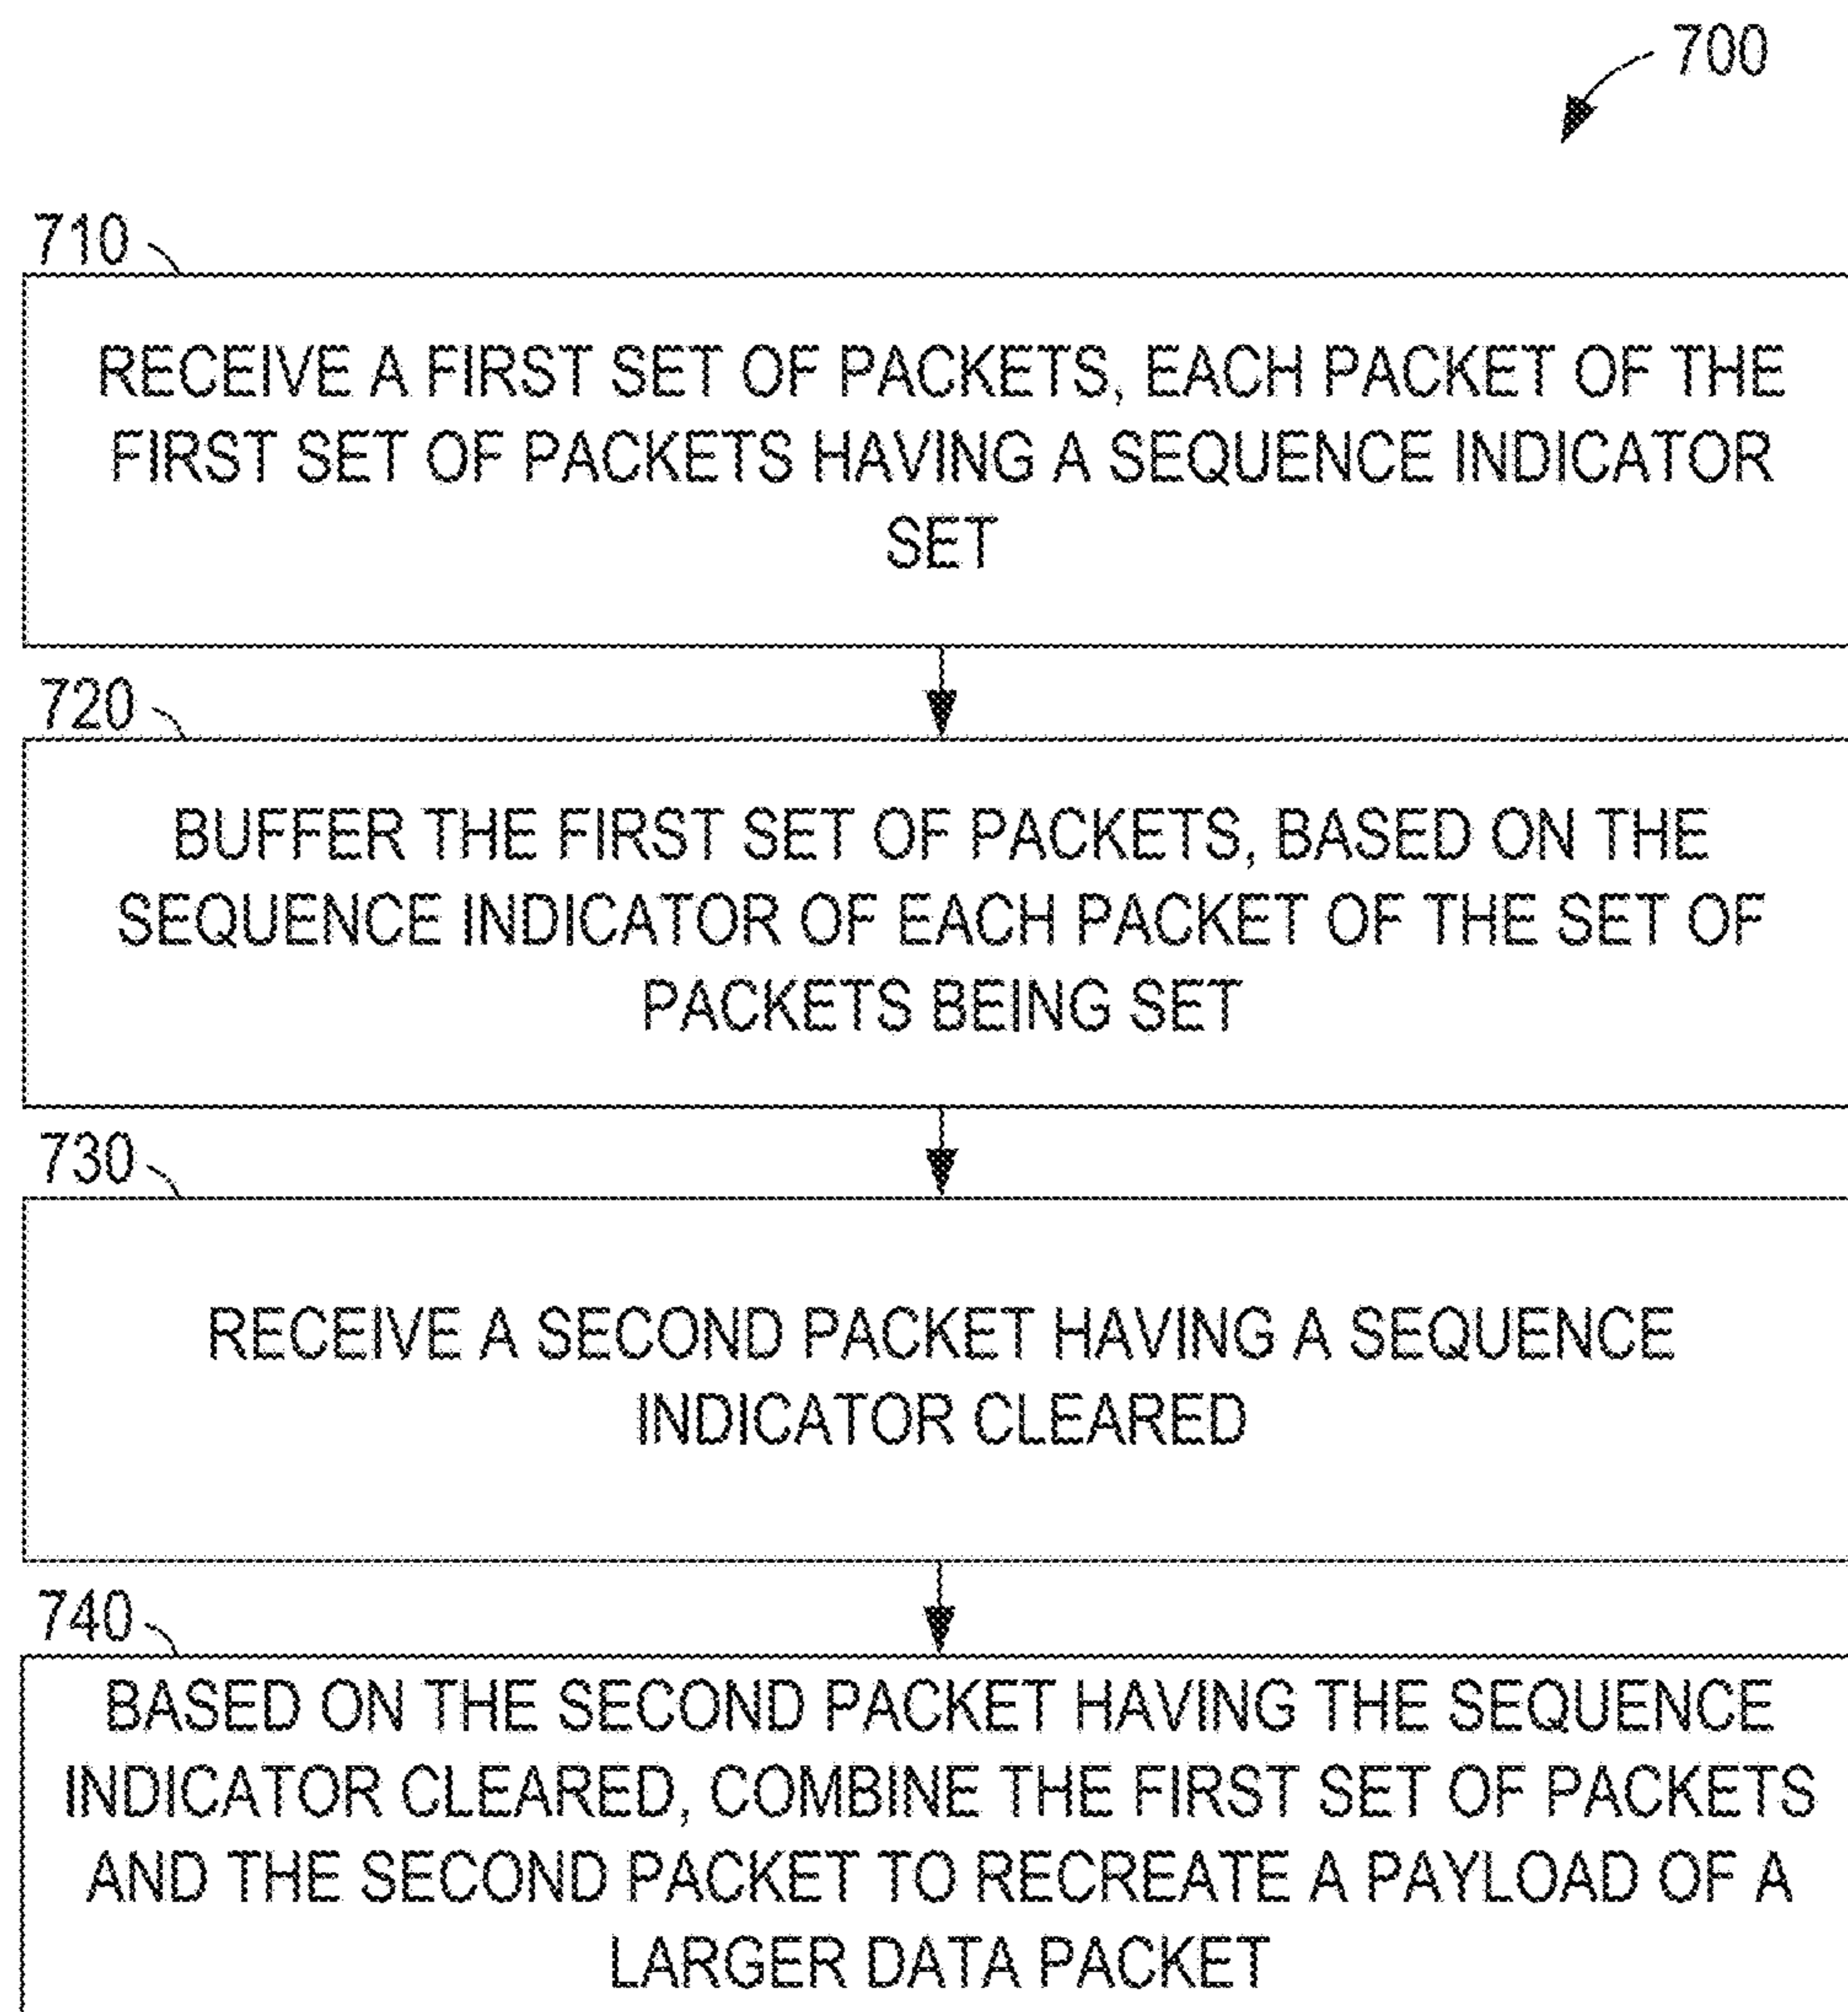 700
710
RECEIVE A FIRST SET OF PACKETS, EACH PACKET OF THE
FIRST SET OF PACKETS HAVING A SEQUENCE INDICATOR
SET
720
BUFFER THE FIRST SET OF PACKETS, BASED ON THE
SEQUENCE INDICATOR OF EACH PACKET OF THE SET OF
PACKETS BEING SET
730
RECEIVE A SECOND PACKET HAVING A SEQUENCE
INDICATOR CLEARED
740
BASED ON THE SECOND PACKET HAVING THE SEQUENCE
INDICATOR CLEARED, COMBINE THE FIRST SET OF PACKETS
AND THE SECOND PACKET TO RECREATE A PAYLOAD OF A
LARGER DATA PACKET